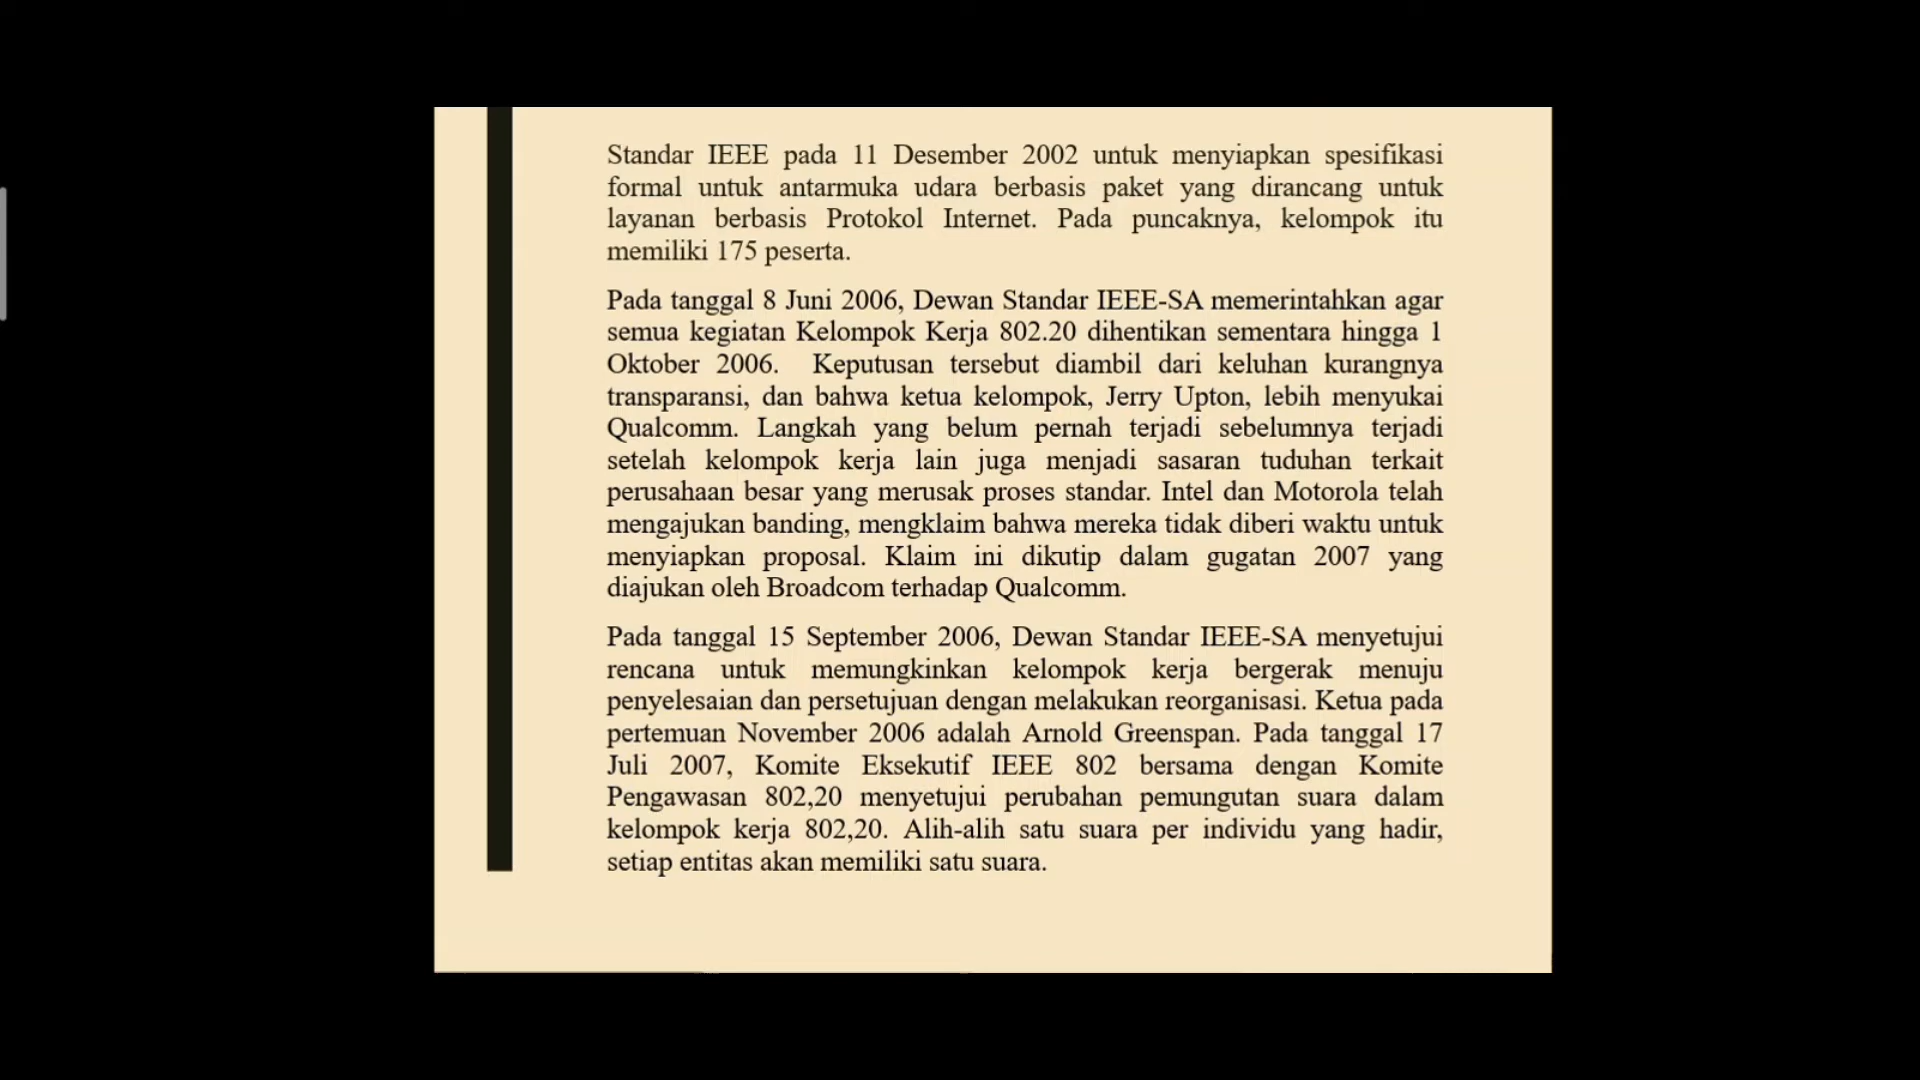 Standar IEEE pada 11 Desember 2002 untuk menyiapkan spesifikasi
formal untuk antarmuka udara berbasis paket yang dirancang untuk
layanan berbasis Protokol Internet. Pada puncaknya, kelompok itu
memiliki 175 peserta.
Pada tanggal 8 Juni 2006, Dewan Standar IEEE-SA memerintahkan agar
semua kegiatan Kelompok Kerja 802.20 dihentikan sementara hingga 1
Oktober 2006. Keputusan tersebut diambil dari keluhan kurangnya
transparansi, dan bahwa ketua kelompok, Jerry Upton, lebih menyukai
Qualcomm. Langkah yang belum pernah terjadi sebelumnya terjadi
setelah kelompok kerja lain juga menjadi sasaran tuduhan terkait
perusahaan besar yang merusak proses standar. Intel dan Motorola telah
mengajukan banding, mengklaim bahwa mereka tidak diberi waktu untuk
menyiapkan proposal. Klaim ini dikutip dalam gugatan 2007 yang
diajukan oleh Broadcom terhadap Qualcomm.
Pada tanggal 15 September 2006, Dewan Standar IEEE-SA menyetujui
rencana untuk memungkinkan kelompok kerja bergerak menuju
penyelesaian dan persetujuan dengan melakukan reorganisasi. Ketua pada
pertemuan November 2006 adalah Arnold Greenspan. Pada tanggal 17
Juli 2007, Komite Eksekutif IEEE 802 bersama dengan Komite
Pengawasan 802,20 menyetujui perubahan pemungutan suara dalam
kelompok kerja 802,20. Alih-alih satu suara per individu yang hadir,
setiap entitas akan memiliki satu suara.